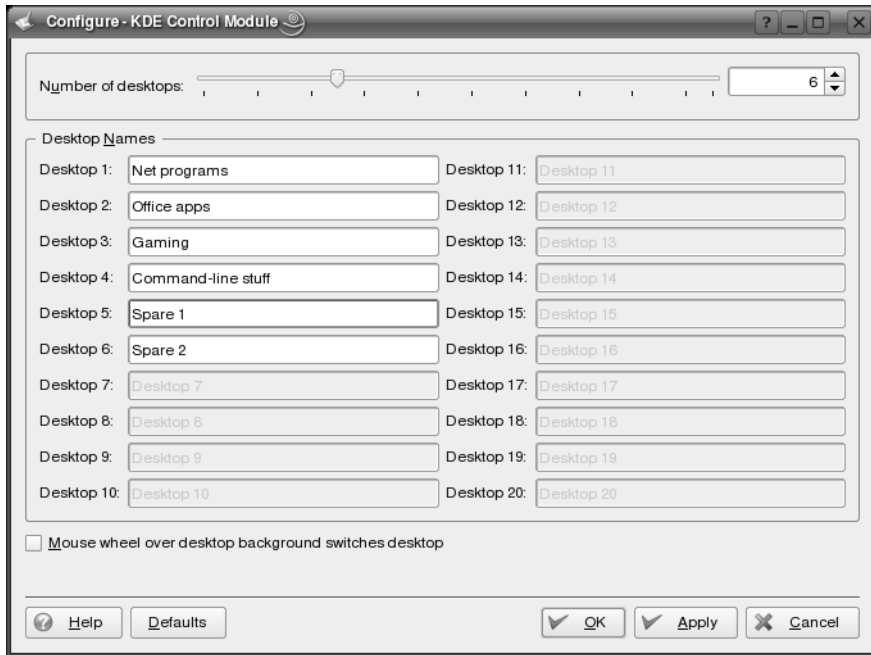 Configure - KDE Control Module
Number of desktops: 6
Desktop Names
Desktop 1: Net programs
Desktop 2: Office apps
Desktop 3: Gaming
Desktop 4: Command-line stuff
Desktop 5: Spare 1
Desktop 6: Spare 2
Desktop 7: Desktop 7
Desktop 8: Desktop 8
Desktop 9: Desktop 9
Desktop 10: Desktop 10
Desktop 11: Desktop 11
Desktop 12: Desktop 12
Desktop 13: Desktop 13
Desktop 14: Desktop 14
Desktop 15: Desktop 15
Desktop 16: Desktop 16
Desktop 17: Desktop 17
Desktop 18: Desktop 18
Desktop 19: Desktop 19
Desktop 20: Desktop 20
Mouse wheel over desktop background switches desktop
Help Defaults OK Apply Cancel